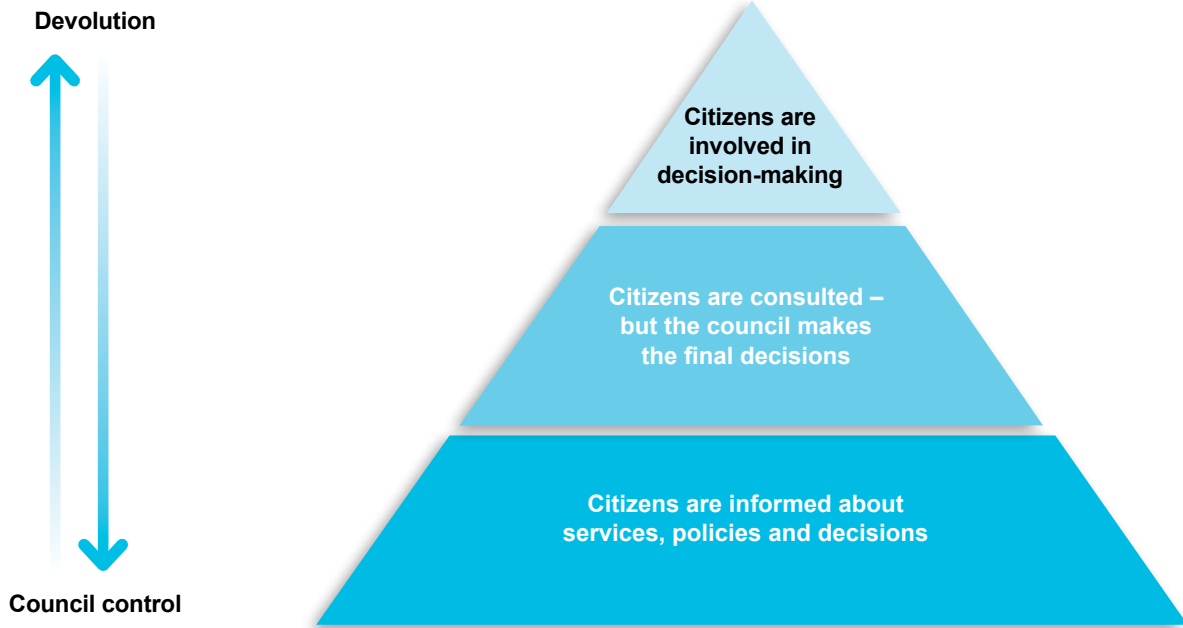 Devolution
Citizens are
involved in
decision-making
Citizens are consulted –
but the council makes
the final decisions
Citizens are informed about
services, policies and decisions
Council control